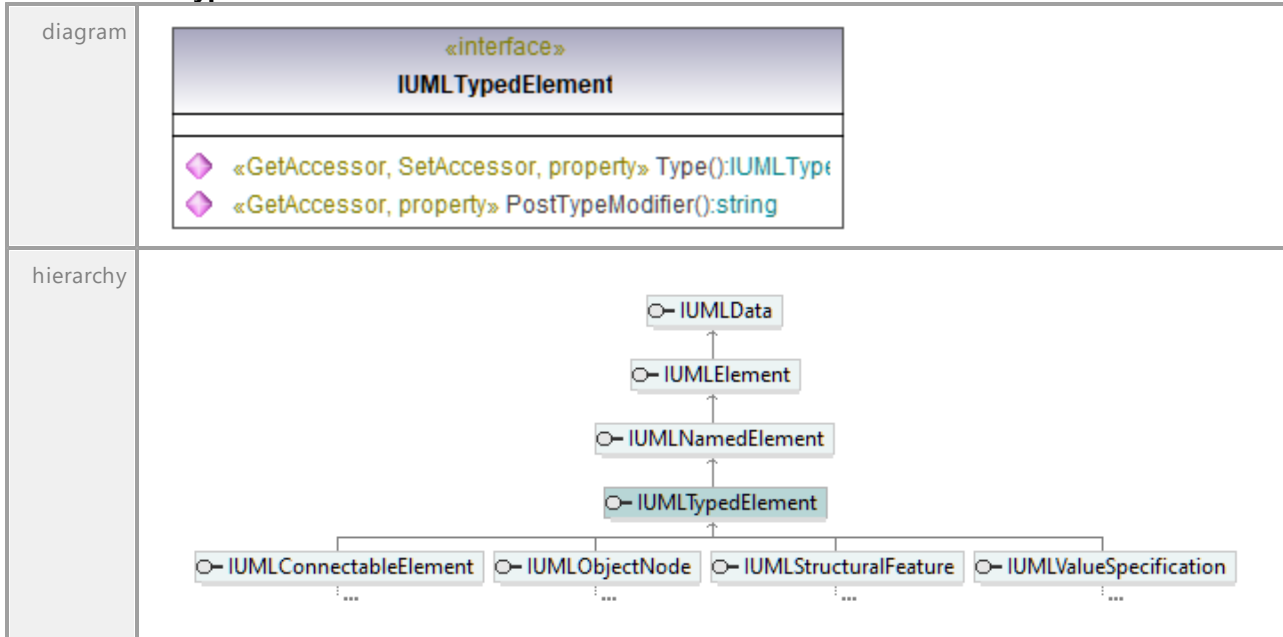 diagram
«interface»
IUMLTypedElement
«GetAccessor, SetAccessor, property» Type():IUMLType
«GetAccessor, property» PostTypeModifier():string
hierarchy
IUMLData
IUMLElement
IUMLNamedElement
IUMLTypedElement
IUMLConnectableElement IUMLObjectNode IUMLStructuralFeature IUMLValueSpecification
... ... ... ...